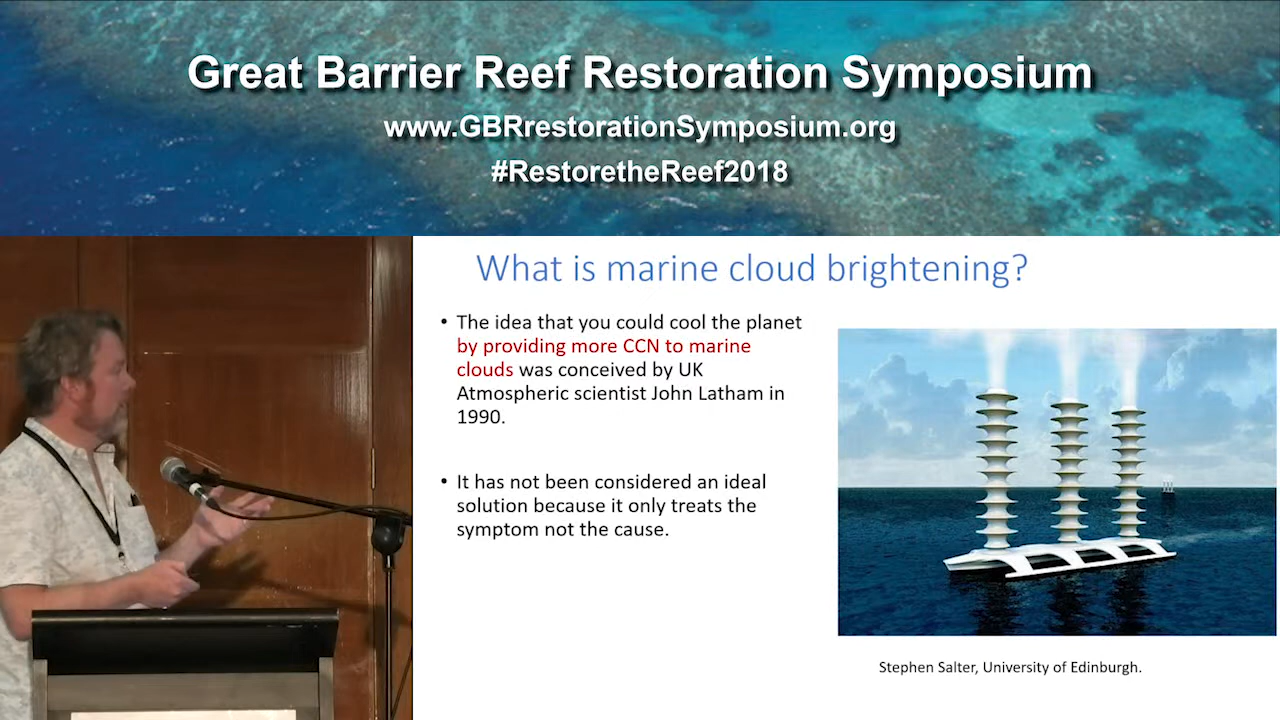 Great Barrier Reef Restoration Symposium
www.GBRrestorationSymposium.org
#RestoretheReef2018
What is marine cloud brightening?
• The idea that you could cool the planet
by providing more CCN to marine
clouds was conceived by UK
Atmospheric scientist John Latham in
1990.
• It has not been considered an ideal
solution because it only treats the
symptom not the cause.
Stephen Salter, University of Edinburgh.